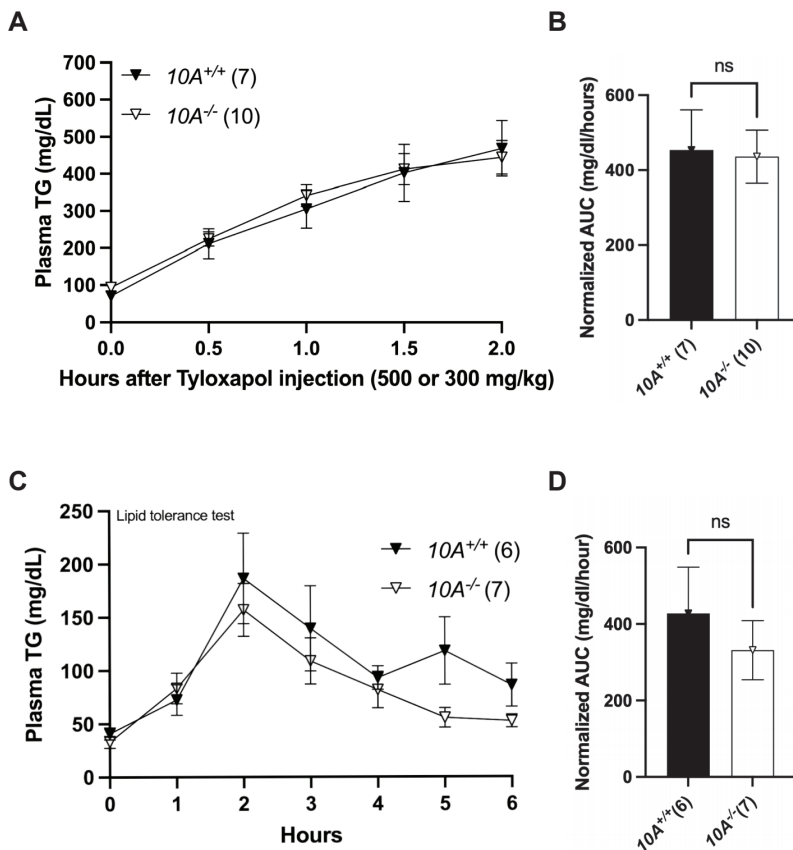 A
Plasma TG (mg/dL)
700
600
500
400
300
200
100
0
10A+/+ (7)
10A-/- (10)
0.0 0.5 1.0 1.5 2.0
Hours after Tyloxapol injection (500 or 300 mg/kg)
B
Normalized AUC (mg/dl/hours)
600
400
200
0
ns
10A+/+ (7)
10A-/- (10)
C
Plasma TG (mg/dL)
250
200
150
100
50
0
Lipid tolerance test
10A+/+ (6)
10A-/- (7)
0 1 2 3 4 5 6
Hours
D
Normalized AUC (mg/dl/hour)
600
400
200
0
ns
10A+/+(6)
10A-/-(7)